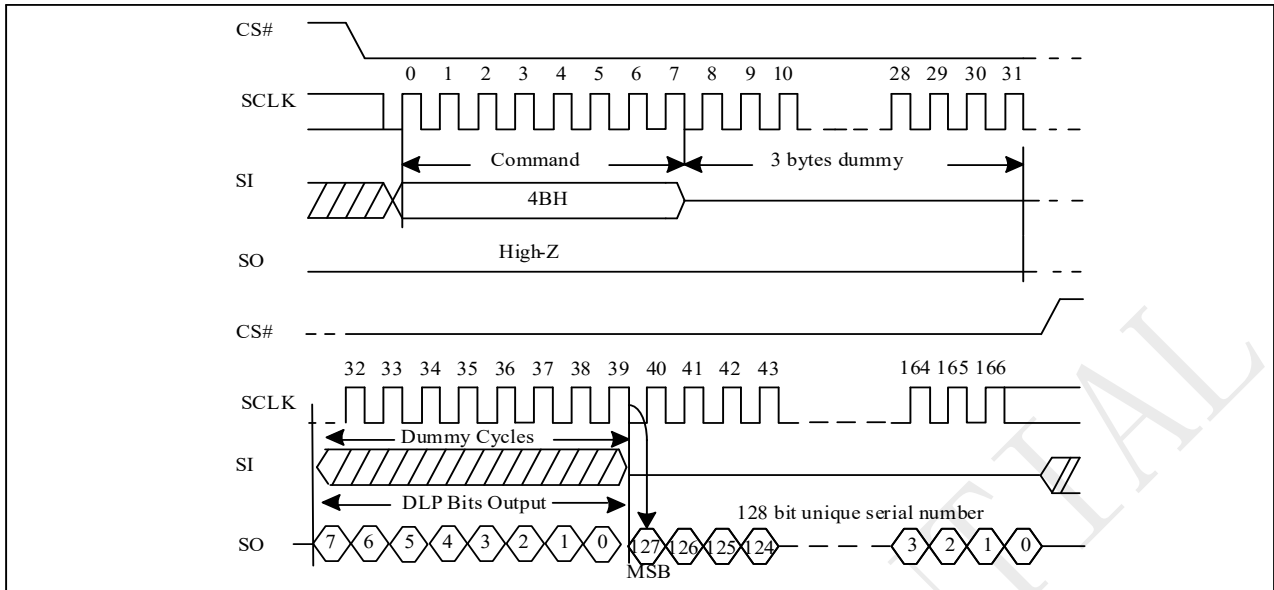 CS#
0 1 2 3 4 5 6 7 8 9 10 28 29 30 31
SCLK
Command 3 bytes dummy
SI
4BH
High-Z
SO
CS#
32 33 34 35 36 37 38 39 40 41 42 43 164 165 166
SCLK
Dummy Cycles
SI
DLP Bits Output
128 bit unique serial number
SO 7 6 5 4 3 2 1 0 127 126 125 124 3 2 1 0
MSB